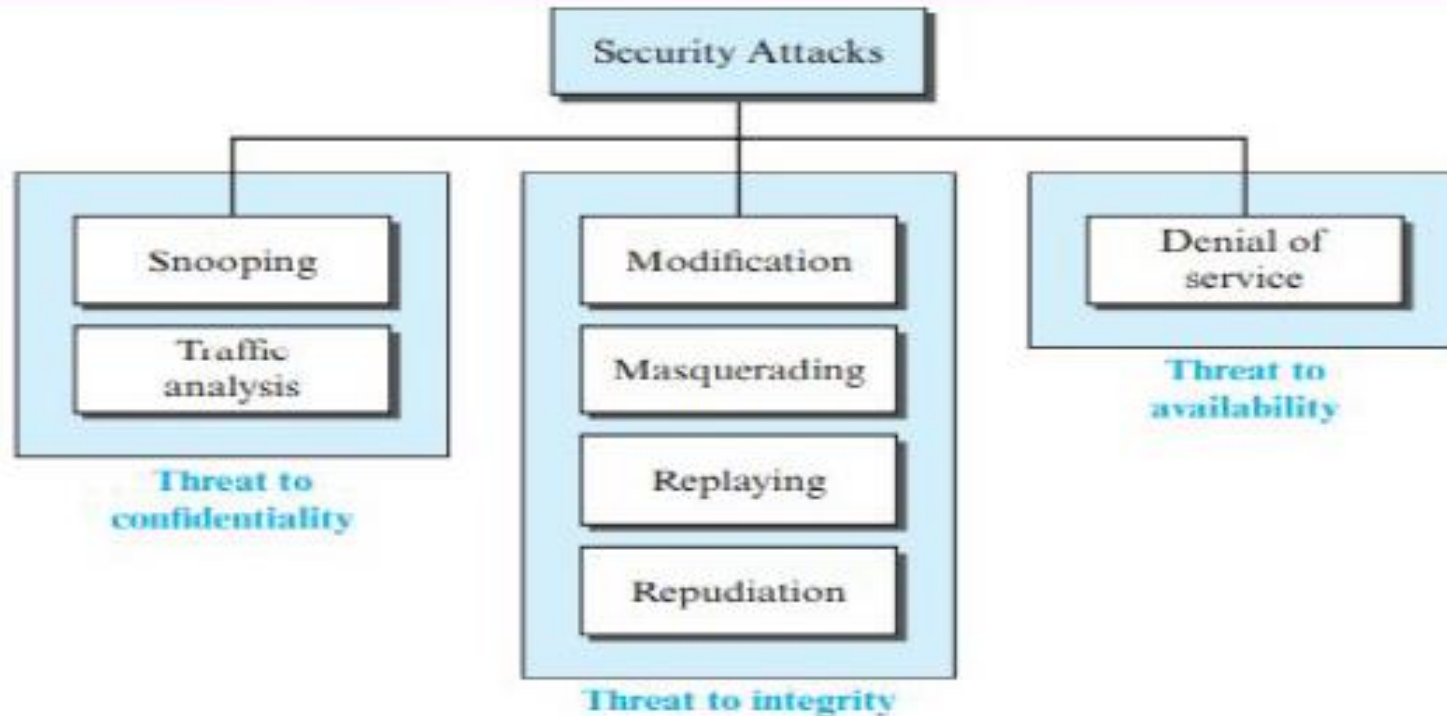 Security Attacks
Snooping
Traffic
analysis
Threat to
confidentiality
Modification
Masquerading
Replaying
Repudiation
Threat to integrity
Denial of
service
Threat to
availability